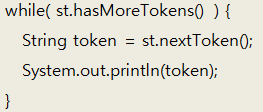 while( st.hasMoreTokens() ) {
String token = st.nextToken();
System.out.println(token);
}